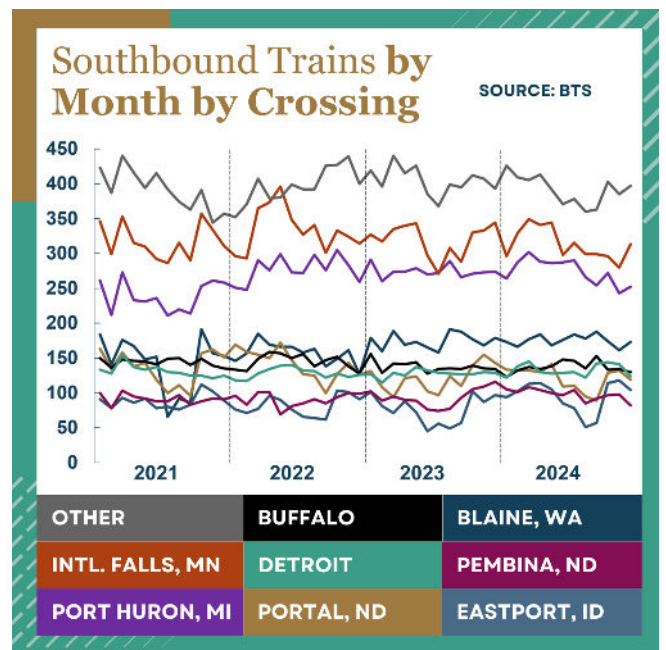 Southbound Trains by
Month by Crossing
SOURCE: BTS
450
400
350
300
250
200
150
100
50
0
2021 2022 2023 2024
OTHER BUFFALO BLAINE, WA
INTL. FALLS, MN DETROIT PEMBINA, ND
PORT HURON, MI PORTAL, ND EASTPORT, ID